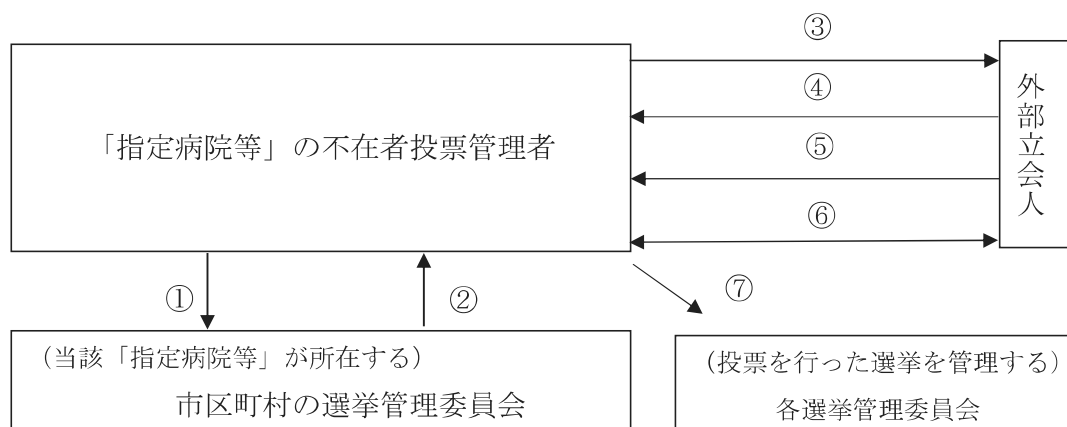 ③
④
「指定病院等」の不在者投票管理者
⑤
外部立会人
⑥
①
②
⑦
(当該「指定病院等」が所在する)
市区町村の選挙管理委員会
(投票を行った選挙を管理する)
各選挙管理委員会